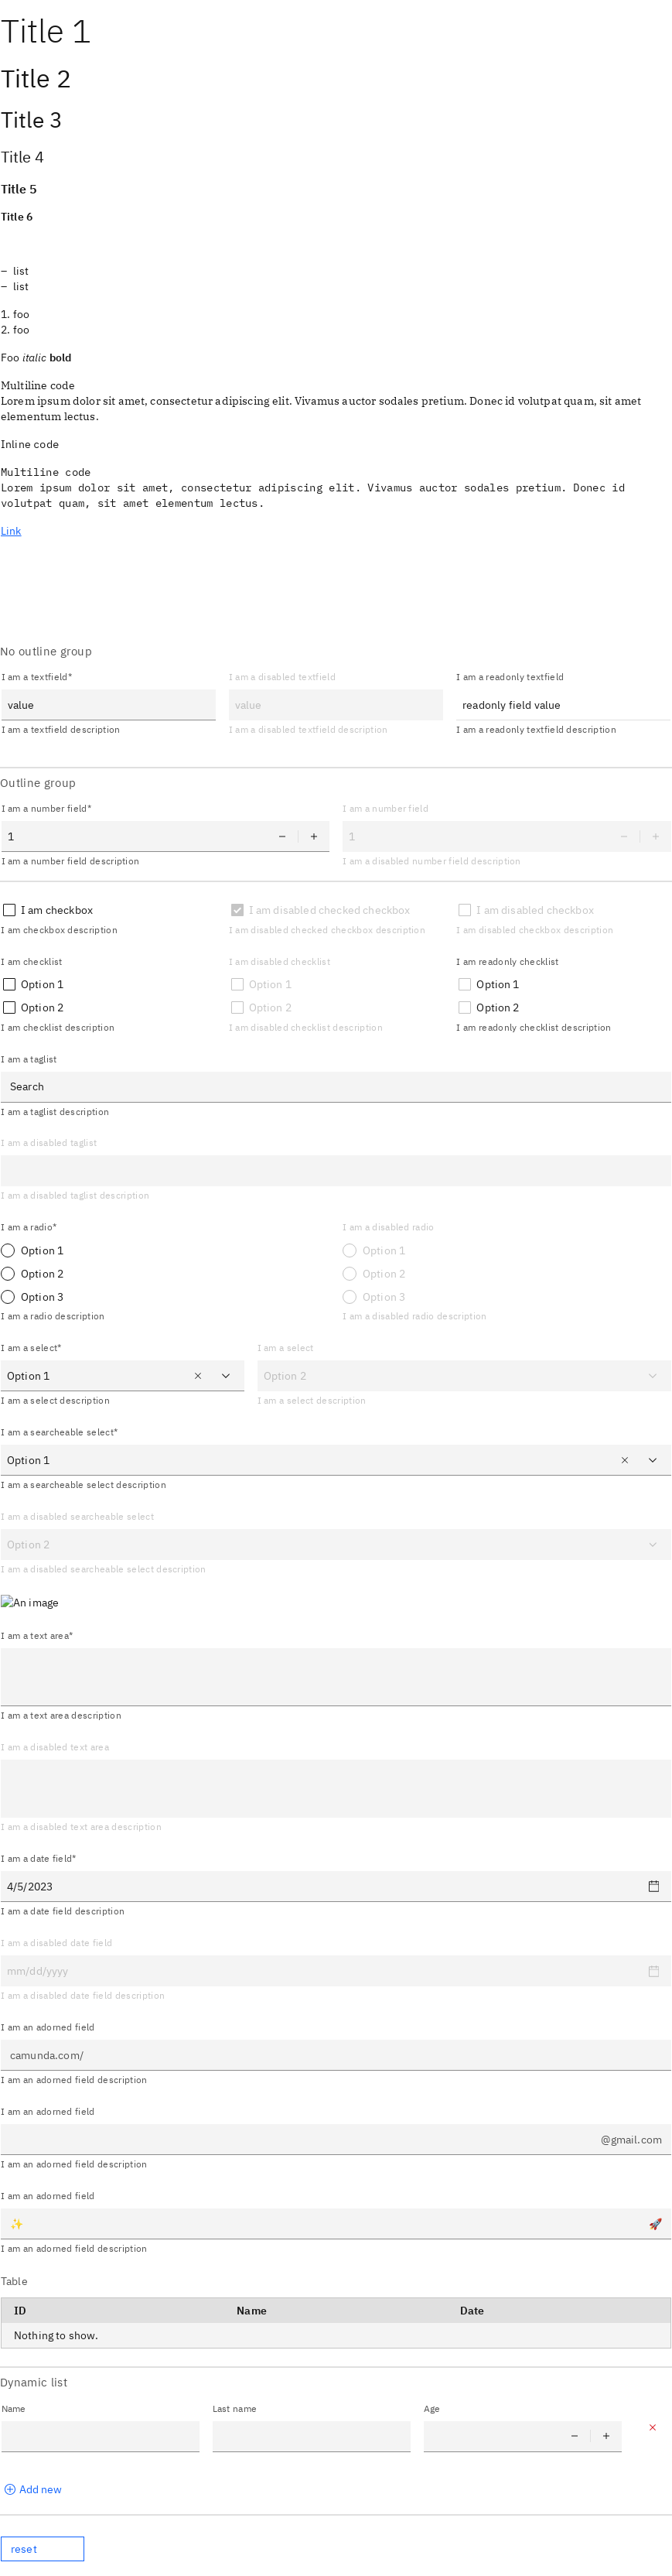 Title 1
Title 2
Title 3
Title 4
Title 5
Title 6
– list
– list
1. foo
2. foo
Foo italic bold
Multiline code
Lorem ipsum dolor sit amet, consectetur adipiscing elit. Vivamus auctor sodales pretium. Donec id volutpat quam, sit amet
elementum lectus.
Inline code
Multiline code
Lorem ipsum dolor sit amet, consectetur adipiscing elit. Vivamus auctor sodales pretium. Donec id
volutpat quam, sit amet elementum lectus.
Link
No outline group
I am a textfield* I am a disabled textfield I am a readonly textfield
value value readonly field value
I am a textfield description I am a disabled textfield description I am a readonly textfield description
Outline group
I am a number field* I am a number field
1 − + 1 − +
I am a number field description I am a disabled number field description
I am checkbox I am disabled checked checkbox I am disabled checkbox
I am checkbox description I am disabled checked checkbox description I am disabled checkbox description
I am checklist I am disabled checklist I am readonly checklist
Option 1 Option 1 Option 1
Option 2 Option 2 Option 2
I am checklist description I am disabled checklist description I am readonly checklist description
I am a taglist
Search
I am a taglist description
I am a disabled taglist
I am a disabled taglist description
I am a radio* I am a disabled radio
Option 1 Option 1
Option 2 Option 2
Option 3 Option 3
I am a radio description I am a disabled radio description
I am a select* I am a select
Option 1 Option 2
I am a select description I am a select description
I am a searcheable select*
Option 1
I am a searcheable select description
I am a disabled searcheable select
Option 2
I am a disabled searcheable select description
An image
I am a text area*
I am a text area description
I am a disabled text area
I am a disabled text area description
I am a date field*
4/5/2023
I am a date field description
I am a disabled date field
mm/dd/yyyy
I am a disabled date field description
I am an adorned field
camunda.com/
I am an adorned field description
I am an adorned field
@gmail.com
I am an adorned field description
I am an adorned field
✨ 🚀
I am an adorned field description
Table
ID Name Date
Nothing to show.
Dynamic list
Name Last name Age
− +
Add new
reset